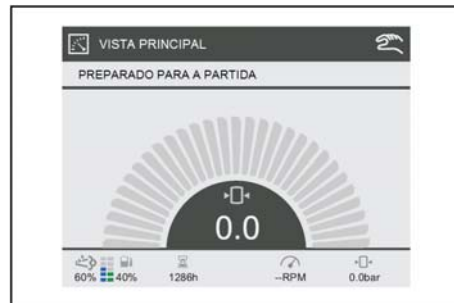 VISTA PRINCIPAL
PREPARADO PARA A PARTIDA
0.0
60% 40% 1286h --RPM 0.0bar